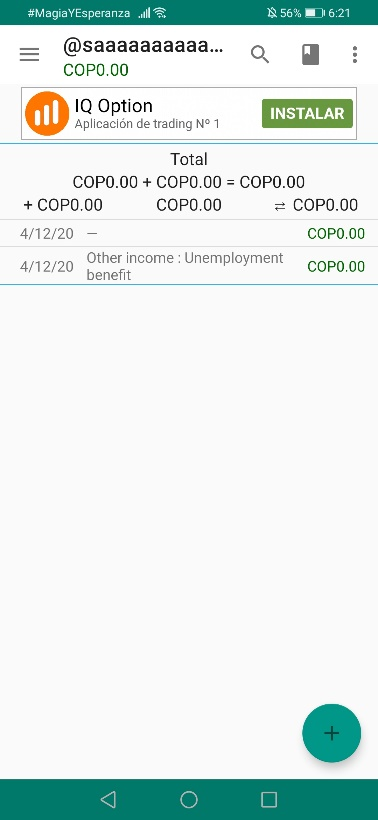 #MagiaYEsperanza 56% 6:21
@saaaaaaaaaaa...
COP0.00
IQ Option
Aplicación de trading Nº 1
INSTALAR
Total
COP0.00 + COP0.00 = COP0.00
+ COP0.00 COP0.00 ⇄ COP0.00
4/12/20 — COP0.00
4/12/20 Other income : Unemployment benefit COP0.00
+